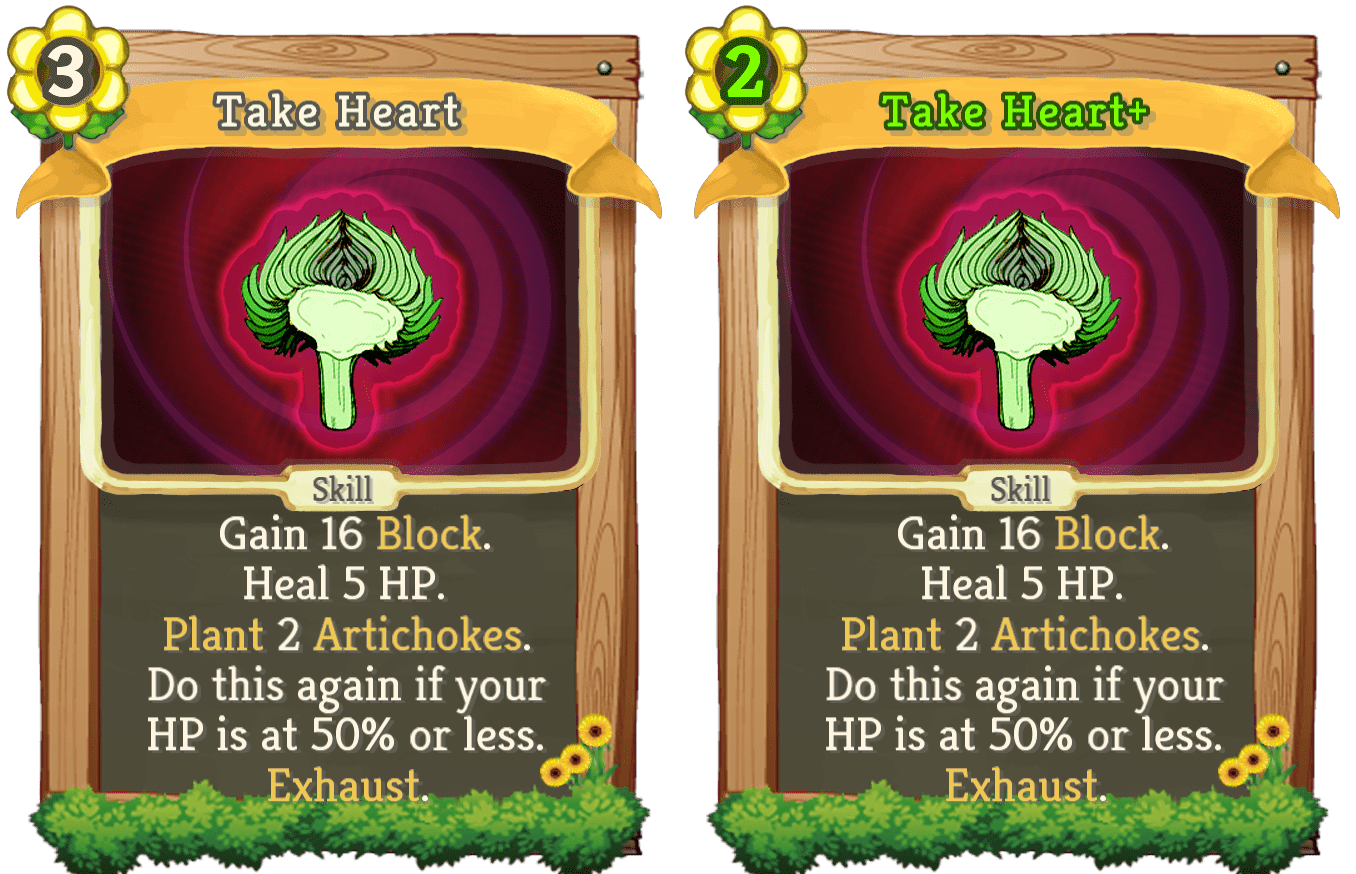 3
Take Heart
Skill
Gain 16 Block.
Heal 5 HP.
Plant 2 Artichokes.
Do this again if your
HP is at 50% or less.
Exhaust.
2
Take Heart+
Skill
Gain 16 Block.
Heal 5 HP.
Plant 2 Artichokes.
Do this again if your
HP is at 50% or less.
Exhaust.